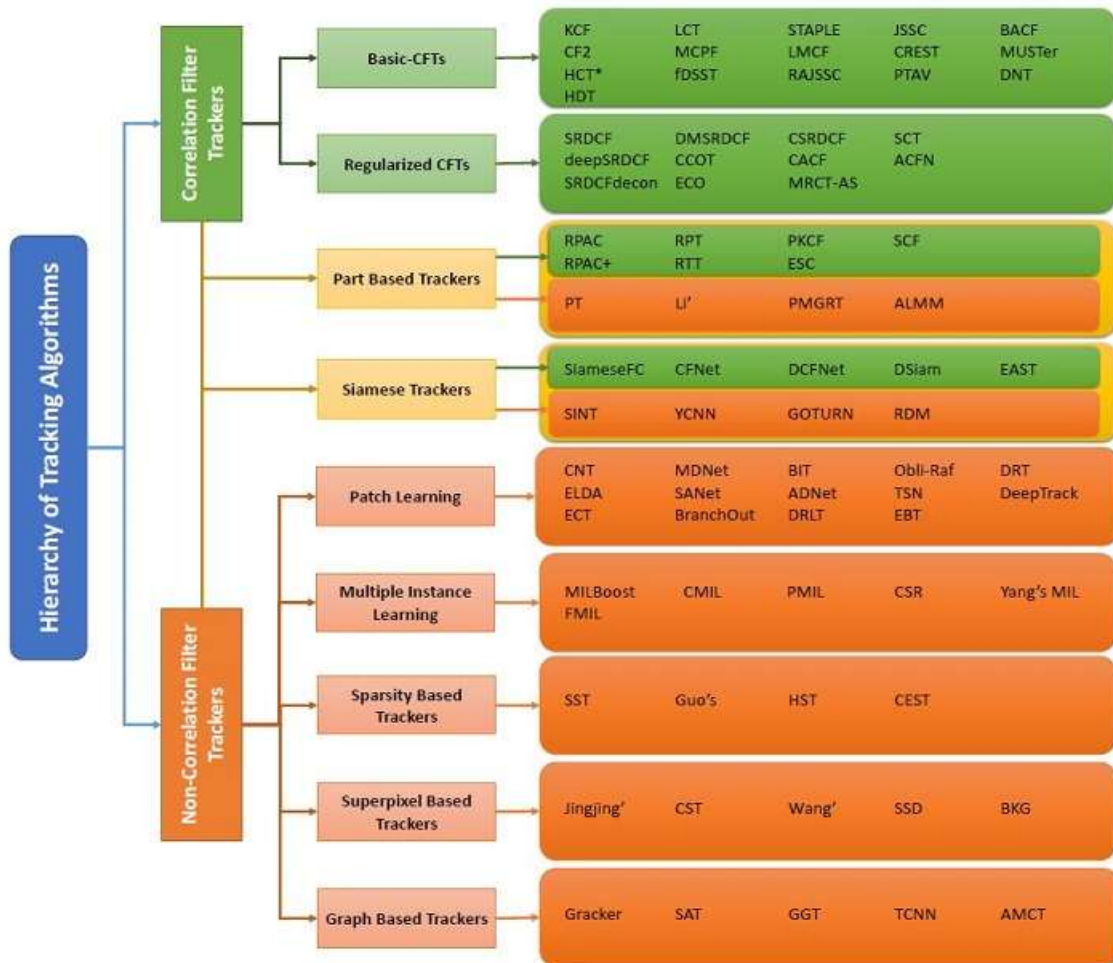 Hierarchy of Tracking Algorithms
Correlation Filter
Trackers
Basic-CFTs
KCF LCT STAPLE JSSC BACF
CF2 MCPF LMCF CREST MUSTer
HCT* fDSST RAJSSC PTAV DNT
HDT
Regularized CFTs
SRDCF DMSRDCF CSRDCF SCT
deepSRDCF CCOT CACF ACFN
SRDCFdecon ECO MRCT-AS
Part Based Trackers
RPAC RPT PKCF SCF
RPAC+ RTT ESC
PT Li’ PMGRT ALMM
Siamese Trackers
SiameseFC CFNet DCFNet DSiam EAST
SINT YCNN GOTURN RDM
Non-Correlation Filter
Trackers
Patch Learning
CNT MDNet BIT Obli-Raf DRT
ELDA SANet ADNet TSN DeepTrack
ECT BranchOut DRLT EBT
Multiple Instance
Learning
MILBoost CMIL PMIL CSR Yang’s MIL
FMIL
Sparsity Based
Trackers
SST Guo’s HST CEST
Superpixel Based
Trackers
Jingjing’ CST Wang’ SSD BKG
Graph Based Trackers
Gracker SAT GGT TCNN AMCT